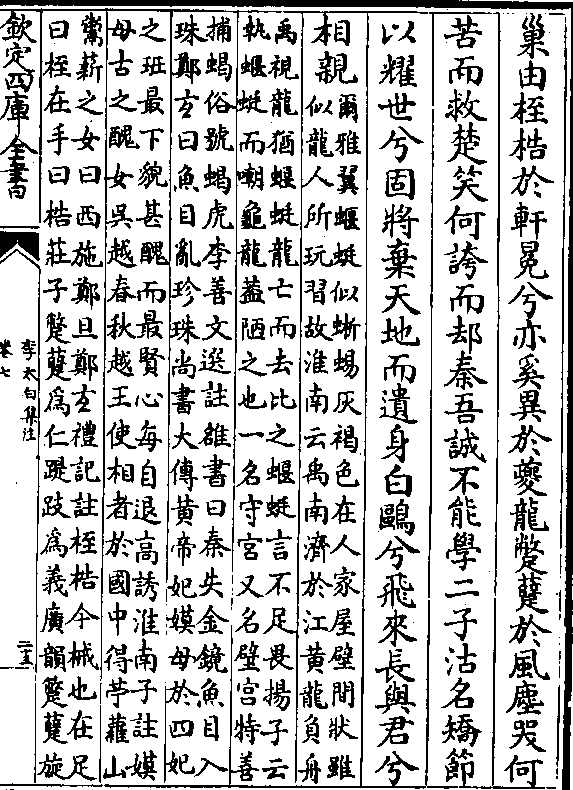 巢由桎梏於軒冕兮亦奚異於夔龍蹩躠於風塵哭何
苦而救楚笑何誇而却秦吾誠不能學二子沽名矯節
以耀世兮固將棄天地而遺身白鷗兮飛來長與君兮
相親
爾雅翼蝘蜓似蜥蜴灰褐色在人家屋壁間狀雖
似龍人所玩習故淮南云禹南濟於江黃龍負舟
禹視龍猶蝘蜓龍亡而去比之蝘蜓言不足畏揚子云
執蝘蜓而嘲龜龍蓋陋之也一名守宮又名壁宮特善
捕蝎俗號蝎虎李善文選註雒書曰秦失金鏡魚目入
珠鄭玄曰魚目亂珍珠尚書大傳黃帝妃嫫母於四妃
之班最下貌甚醜而最賢心每自退高誘淮南子註嫫
母古之醜女吳越春秋越王使相者於國中得苧蘿山
鬻薪之女曰西施鄭旦鄭玄禮記註桎梏今械也在足
曰桎在手曰梏莊子蹩躠為仁踶跂為義廣韻蹩躠旋
欽定四庫全書
李太白集注
卷七
二五